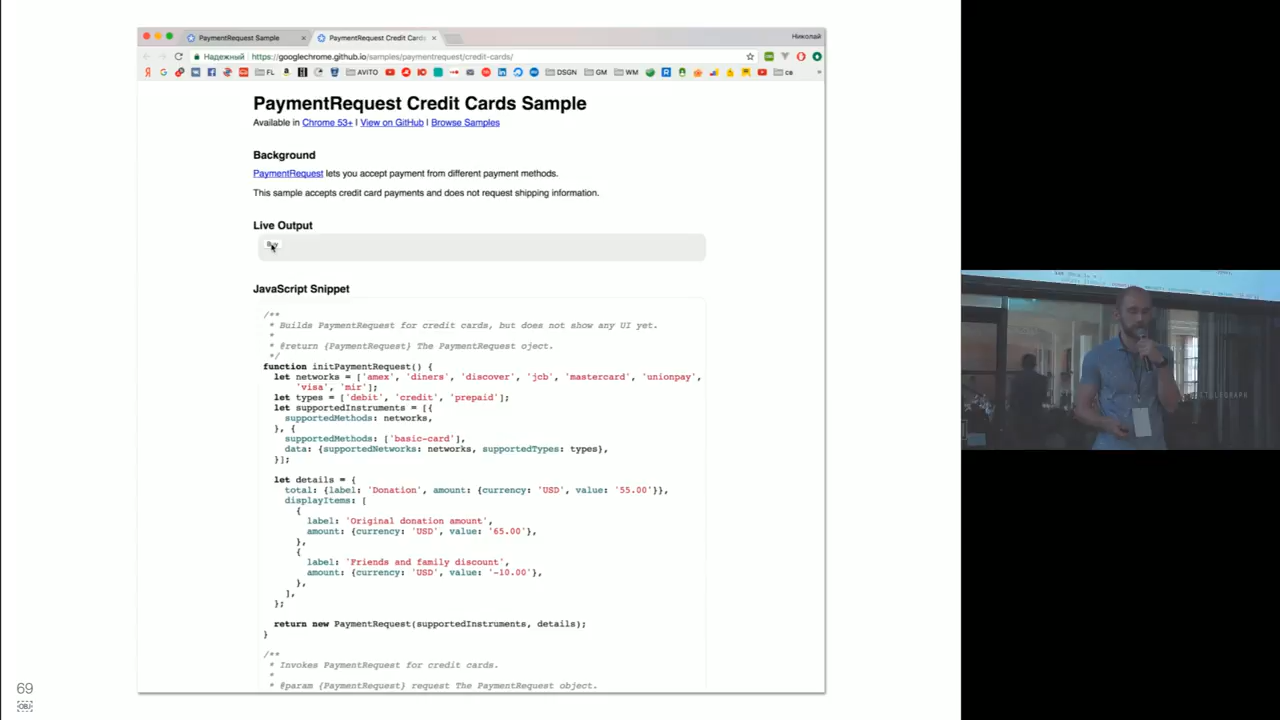 PaymentRequest Sample
PaymentRequest Credit Cards
Николай
Надежный
https://googlechrome.github.io/samples/paymentrequest/credit-cards/
FL
AVITO
DSGN
GM
WM
св
PaymentRequest Credit Cards Sample
Available in Chrome 53+ | View on GitHub | Browse Samples
Background
PaymentRequest lets you accept payment from different payment methods.
This sample accepts credit card payments and does not request shipping information.
Live Output
JavaScript Snippet
/**
* Builds PaymentRequest for credit cards, but does not show any UI yet.
*
* @return {PaymentRequest} The PaymentRequest oject.
*/
function initPaymentRequest() {
let networks = ['amex', 'diners', 'discover', 'jcb', 'mastercard', 'unionpay',
'visa', 'mir'];
let types = ['debit', 'credit', 'prepaid'];
let supportedInstruments = [{
supportedMethods: networks,
}, {
supportedMethods: ['basic-card'],
data: {supportedNetworks: networks, supportedTypes: types},
}];
let details = {
total: {label: 'Donation', amount: {currency: 'USD', value: '55.00'}},
displayItems: [
{
label: 'Original donation amount',
amount: {currency: 'USD', value: '65.00'},
},
{
label: 'Friends and family discount',
amount: {currency: 'USD', value: '-10.00'},
},
],
};
return new PaymentRequest(supportedInstruments, details);
}
/**
* Invokes PaymentRequest for credit cards.
*
* @param {PaymentRequest} request The PaymentRequest object.
69
OBJ